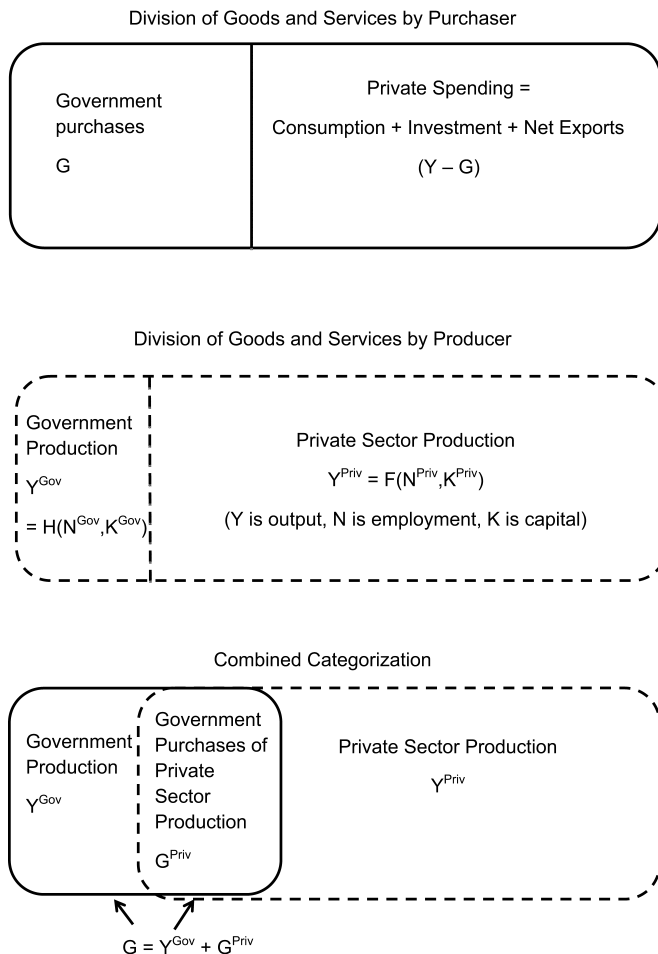 Division of Goods and Services by Purchaser
Government
purchases
G
Private Spending =
Consumption + Investment + Net Exports
(Y – G)
Division of Goods and Services by Producer
Government
Production
Y^Gov
= H(N^Gov,K^Gov)
Private Sector Production
Y^Priv = F(N^Priv,K^Priv)
(Y is output, N is employment, K is capital)
Combined Categorization
Government
Production
Y^Gov
Government
Purchases of
Private
Sector
Production
G^Priv
Private Sector Production
Y^Priv
G = Y^Gov + G^Priv